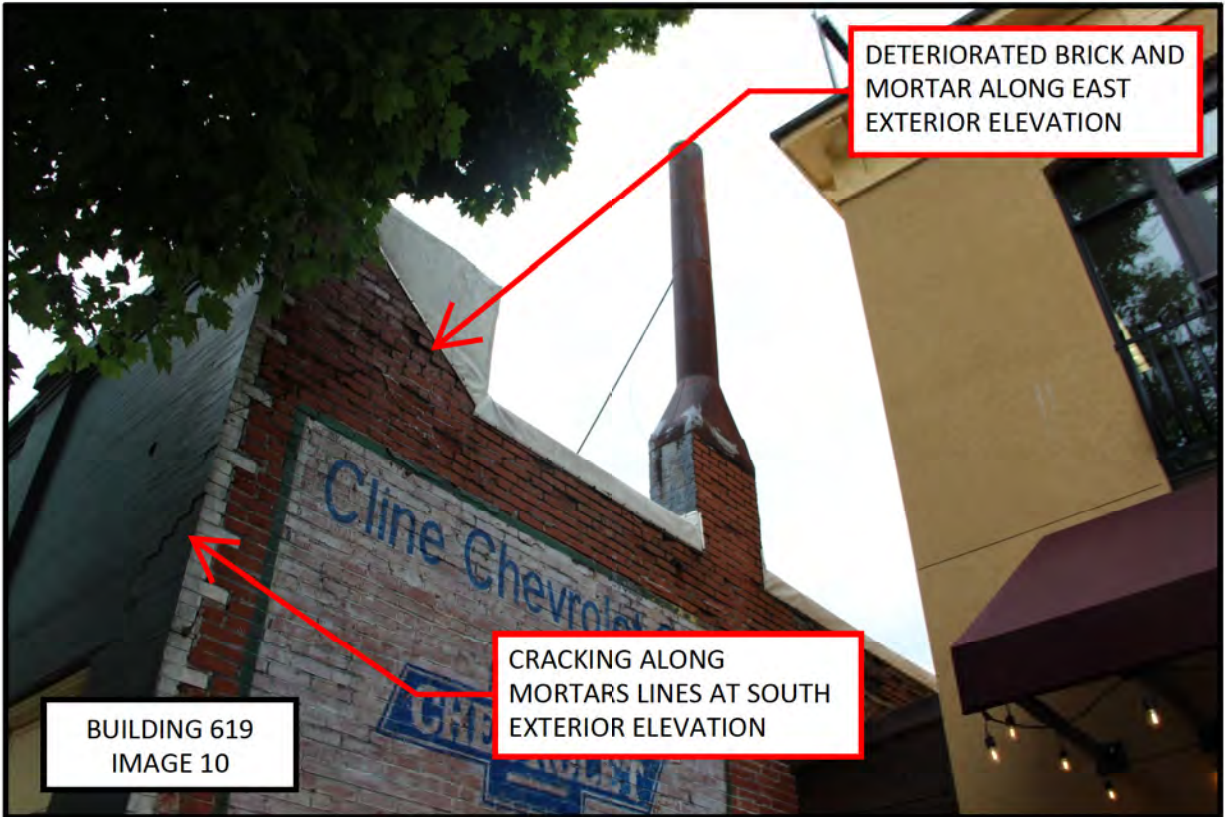 DETERIORATED BRICK AND
MORTAR ALONG EAST
EXTERIOR ELEVATION
Cline Chevrolet
CRACKING ALONG
MORTARS LINES AT SOUTH
EXTERIOR ELEVATION
BUILDING 619
IMAGE 10